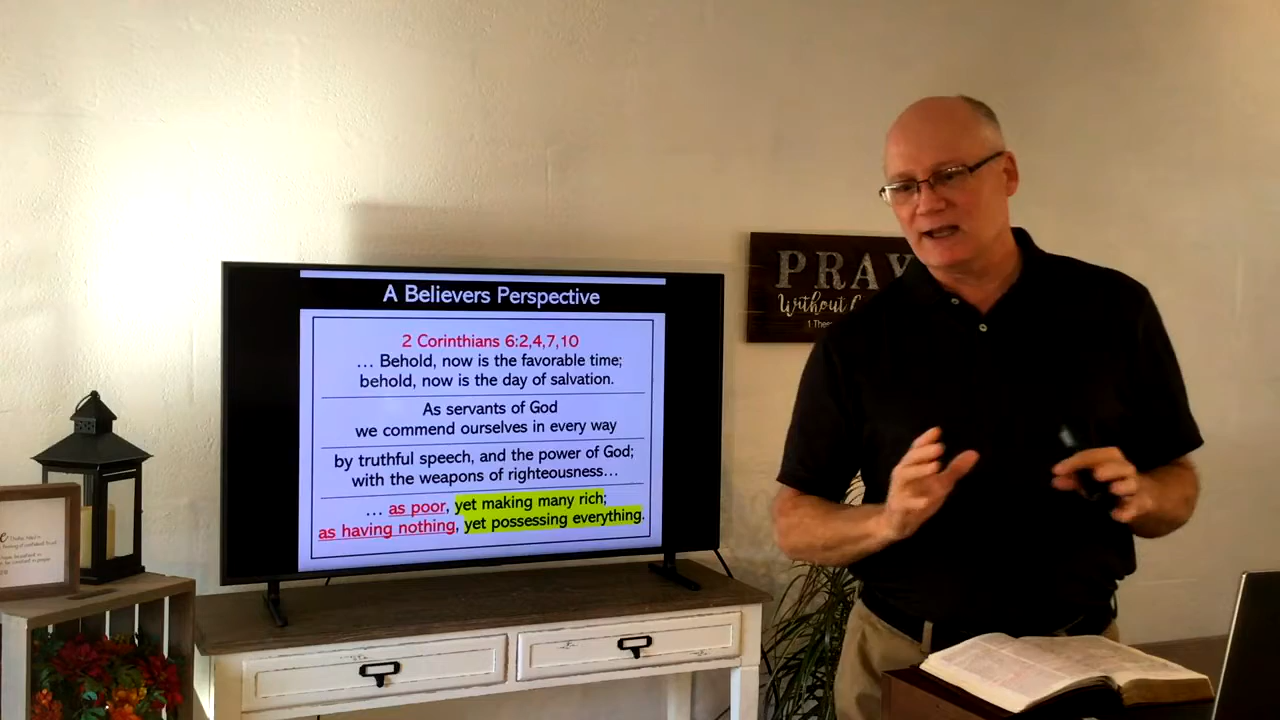 A Believers Perspective
2 Corinthians 6:2,4,7,10
... Behold, now is the favorable time;
behold, now is the day of salvation.
As servants of God
we commend ourselves in every way
by truthful speech, and the power of God;
with the weapons of righteousness...
... as poor, yet making many rich;
as having nothing, yet possessing everything.
PRAY
Without
1